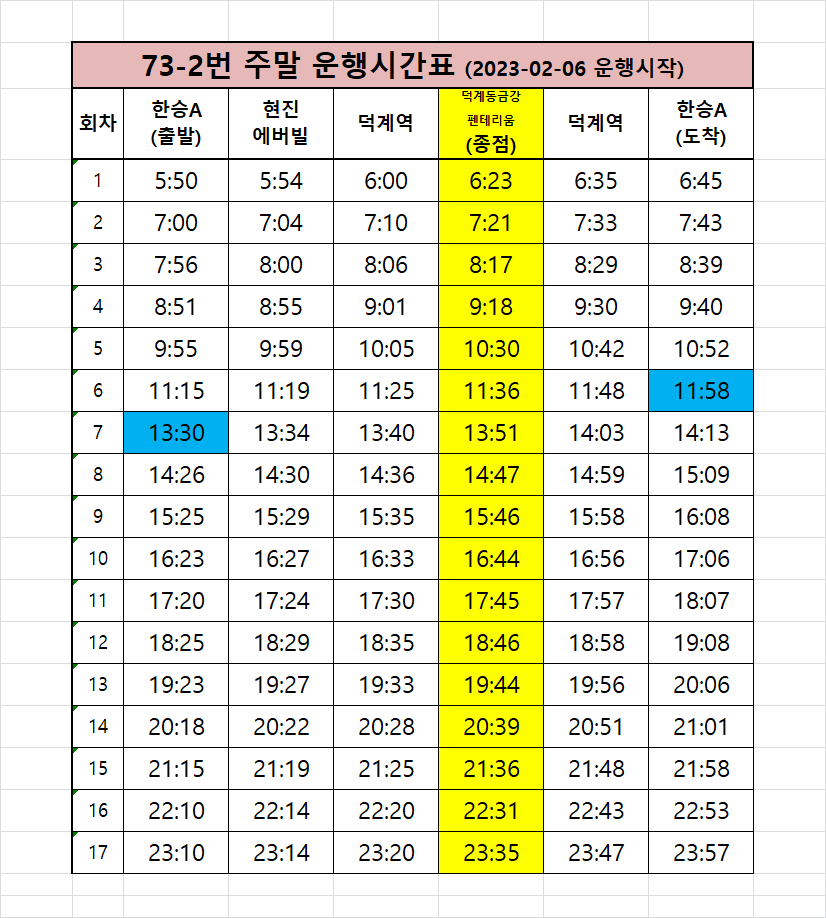 73-2번 주말 운행시간표 (2023-02-06 운행시작)
회차 한승A (출발) 현진 에버빌 덕계역 덕계동금강 펜테리움 (종점) 덕계역 한승A (도착)
1 5:50 5:54 6:00 6:23 6:35 6:45
2 7:00 7:04 7:10 7:21 7:33 7:43
3 7:56 8:00 8:06 8:17 8:29 8:39
4 8:51 8:55 9:01 9:18 9:30 9:40
5 9:55 9:59 10:05 10:30 10:42 10:52
6 11:15 11:19 11:25 11:36 11:48 11:58
7 13:30 13:34 13:40 13:51 14:03 14:13
8 14:26 14:30 14:36 14:47 14:59 15:09
9 15:25 15:29 15:35 15:46 15:58 16:08
10 16:23 16:27 16:33 16:44 16:56 17:06
11 17:20 17:24 17:30 17:45 17:57 18:07
12 18:25 18:29 18:35 18:46 18:58 19:08
13 19:23 19:27 19:33 19:44 19:56 20:06
14 20:18 20:22 20:28 20:39 20:51 21:01
15 21:15 21:19 21:25 21:36 21:48 21:58
16 22:10 22:14 22:20 22:31 22:43 22:53
17 23:10 23:14 23:20 23:35 23:47 23:57